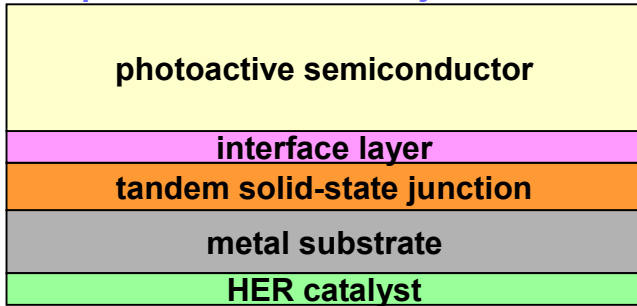 photoactive semiconductor
interface layer
tandem solid-state junction
metal substrate
HER catalyst